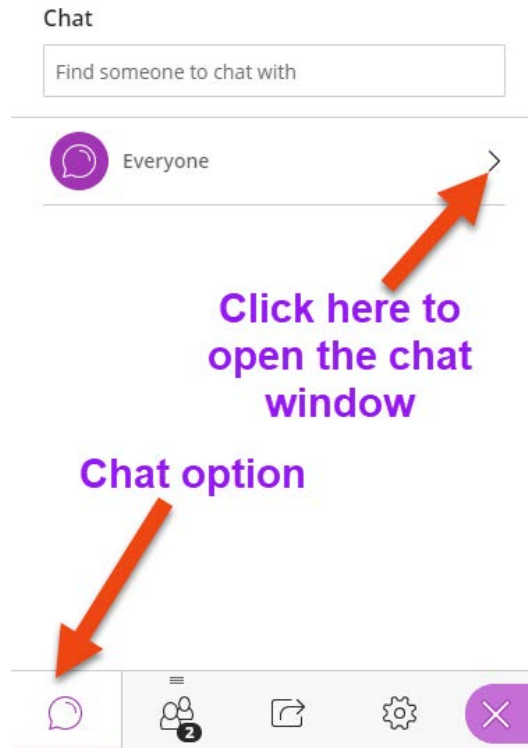 Chat
Find someone to chat with
Everyone
Click here to
open the chat
window
Chat option
2